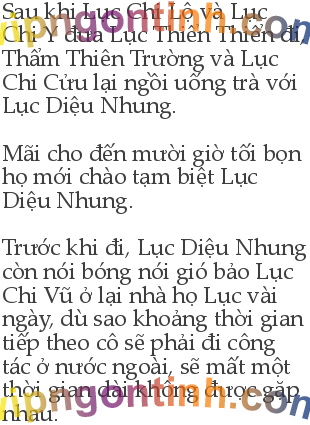 Sau khi Lục Chi Lộ và Lục
Chi Y đưa Lục Thiên Thiển đi,
Thẩm Thiên Trường và Lục
Chi Cửu lại ngồi uống trà với
Lục Diệu Nhung.

Mãi cho đến mười giờ tối bọn
họ mới chào tạm biệt Lục
Diệu Nhung.

Trước khi đi, Lục Diệu Nhung
còn nói bóng nói gió bảo Lục
Chi Vũ ở lại nhà họ Lục vài
ngày, dù sao khoảng thời gian
tiếp theo cô sẽ phải đi công
tác ở nước ngoài, sẽ mất một
thời gian dài không được gặp
nhau.
vipngontinh.com
vipngontinh.com